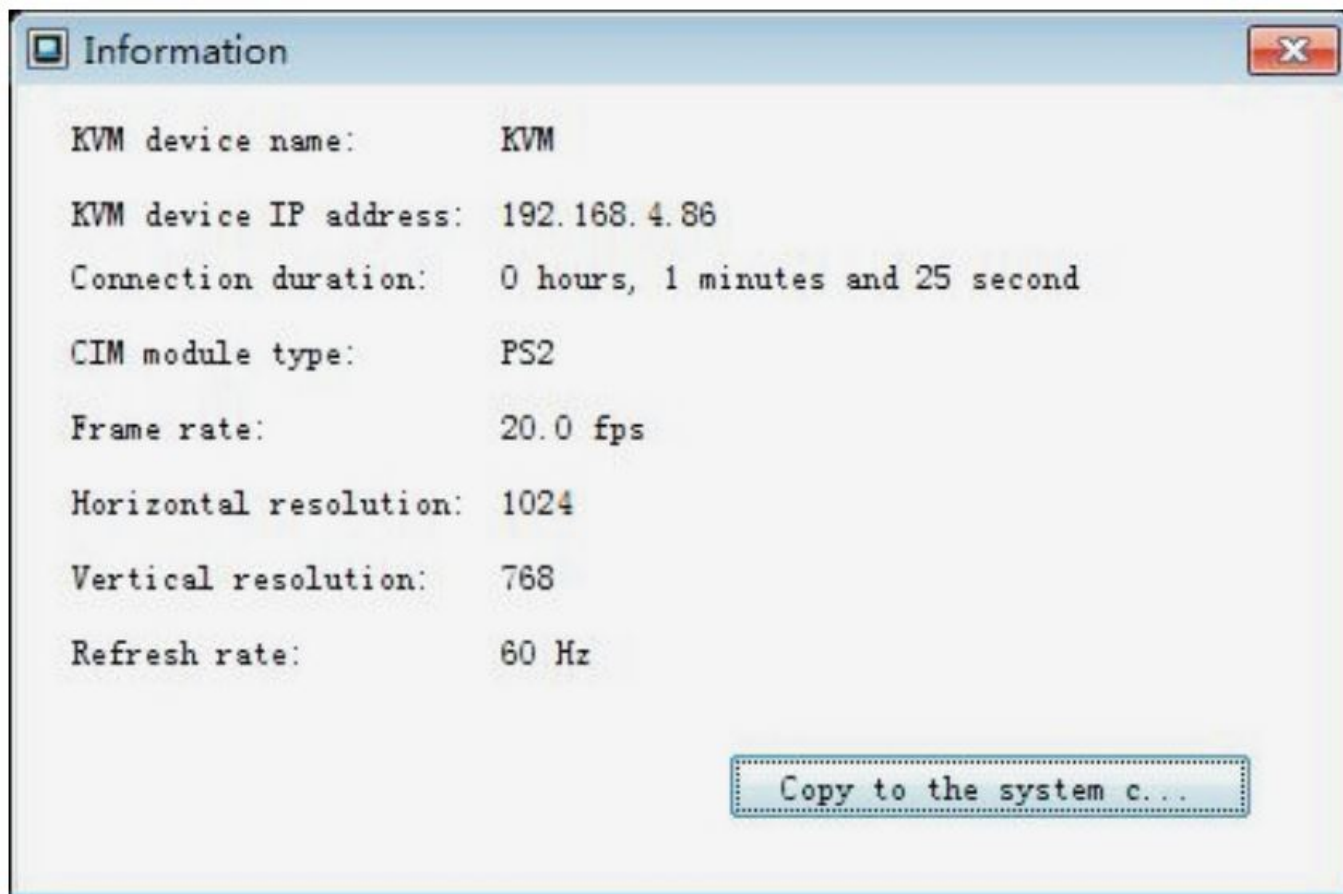 Information
KVM device name: KVM
KVM device IP address: 192.168.4.86
Connection duration: 0 hours, 1 minutes and 25 second
CIM module type: PS2
Frame rate: 20.0 fps
Horizontal resolution: 1024
Vertical resolution: 768
Refresh rate: 60 Hz
Copy to the system c...